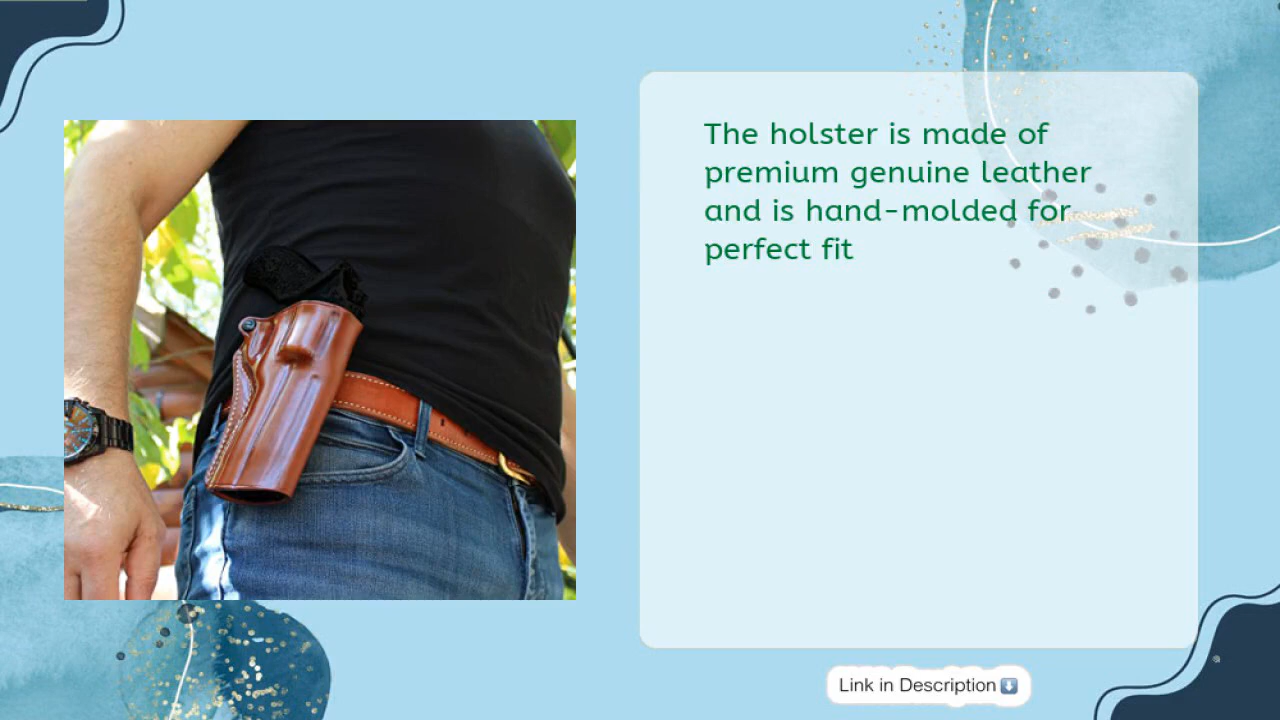 The holster is made of
premium genuine leather
and is hand-molded for
perfect fit
Link in Description ⬇️